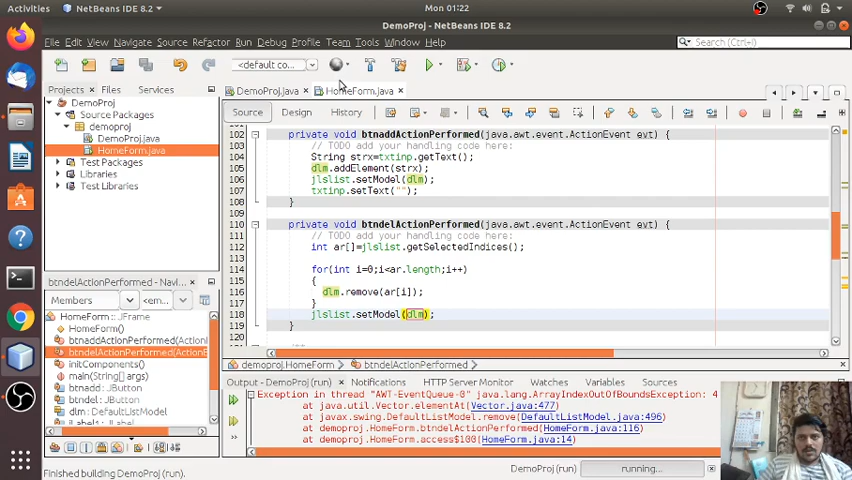 Activities
NetBeans IDE 8.2
MON 01:22
DemoProj - NetBeans IDE 8.2
File Edit View Navigate Source Refactor Run Debug Profile Team Tools Window Help
Search (Ctrl+I)
<default co...
Projects Files Services
DemoProj.java HomeForm.java
Source Design History
DemoProj
Source Packages
demoproj
DemoProj.java
HomeForm.java
Test Packages
Libraries
Test Libraries
102 private void btnaddActionPerformed(java.awt.event.ActionEvent evt) {
103 // TODO add your handling code here:
104 String strx=txtinp.getText();
105 dlm.addElement(strx);
106 jlslist.setModel(dlm);
107 txtinp.setText("");
108 }
109
110 private void btndelActionPerformed(java.awt.event.ActionEvent evt) {
111 // TODO add your handling code here:
112 int ar[]=jlslist.getSelectedIndices();
113
114 for(int i=0;i<ar.length;i++)
115 {
116 dlm.remove(ar[i]);
117 }
118 jlslist.setModel(dlm);
119 }
btndelActionPerformed - Navi...
Members <em...
HomeForm :: JFrame
HomeForm()
btnaddActionPerformed(ActionE
btndelActionPerformed(ActionE
initComponents()
main(String[] args)
btnadd : JButton
btndel : JButton
dlm : DefaultListModel
demoproj.HomeForm btndelActionPerformed
Output - DemoProj (run) Notifications HTTP Server Monitor Watches Variables Sources
Exception in thread "AWT-EventQueue-0" java.lang.ArrayIndexOutOfBoundsException: 4
at java.util.Vector.elementAt(Vector.java:477)
at javax.swing.DefaultListModel.remove(DefaultListModel.java:496)
at demoproj.HomeForm.btndelActionPerformed(HomeForm.java:116)
at demoproj.HomeForm.access$100(HomeForm.java:14)
Finished building DemoProj (run).
DemoProj (run)
running...